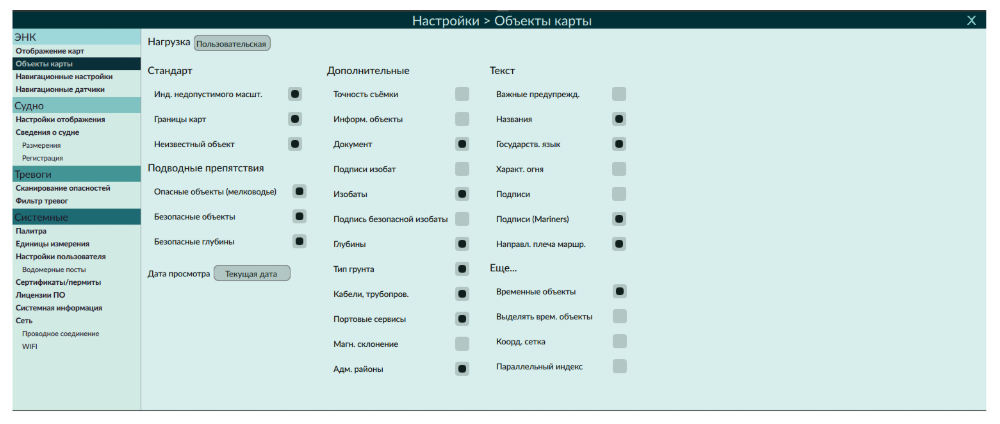 Настройки > Объекты карты
X
ЭНК
Отображение карт
Объекты карты
Навигационные настройки
Навигационные датчики
Судно
Настройки отображения
Сведения о судне
Размерения
Регистрация
Тревоги
Сканирование опасностей
Фильтр тревог
Системные
Палитра
Единицы измерения
Настройки пользователя
Водомерные посты
Сертификаты/пермиты
Лицензии ПО
Системная информация
Сеть
Проводное соединение
WIFI
Нагрузка Пользовательская
Стандарт
Инд. недопустимого масшт.
Границы карт
Неизвестный объект
Подводные препятствия
Опасные объекты (мелководье)
Безопасные объекты
Безопасные глубины
Дата просмотра Текущая дата
Дополнительные
Точность съёмки
Информ. объекты
Документ
Подписи изобат
Изобаты
Подпись безопасной изобаты
Глубины
Тип грунта
Кабели, трубопров.
Портовые сервисы
Магн. склонение
Адм. районы
Текст
Важные предупрежд.
Названия
Государств. язык
Характ. огня
Подписи
Подписи (Mariners)
Направл. плеча маршр.
Еще...
Временные объекты
Выделять врем. объекты
Коорд. сетка
Параллельный индекс